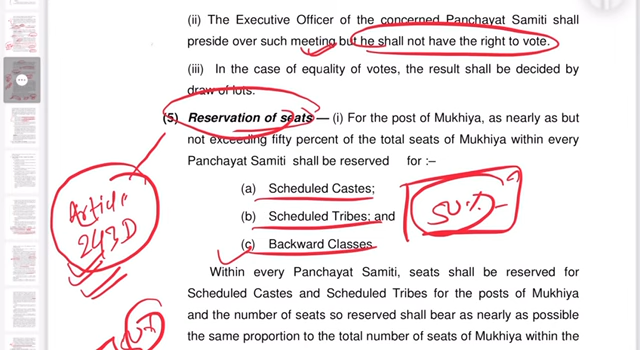 (ii) The Executive Officer of the concerned Panchayat Samiti shall
preside over such meeting but he shall not have the right to vote.
(iii) In the case of equality of votes, the result shall be decided by
draw of lots.
(5) Reservation of seats — (i) For the post of Mukhiya, as nearly as but
not exceeding fifty percent of the total seats of Mukhiya within every
Panchayat Samiti shall be reserved for :–
(a) Scheduled Castes;
(b) Scheduled Tribes; and
(c) Backward Classes
50%
Article
243D
Within every Panchayat Samiti, seats shall be reserved for
Scheduled Castes and Scheduled Tribes for the posts of Mukhiya
and the number of seats so reserved shall bear as nearly as possible
the same proportion to the total number of seats of Mukhiya within the